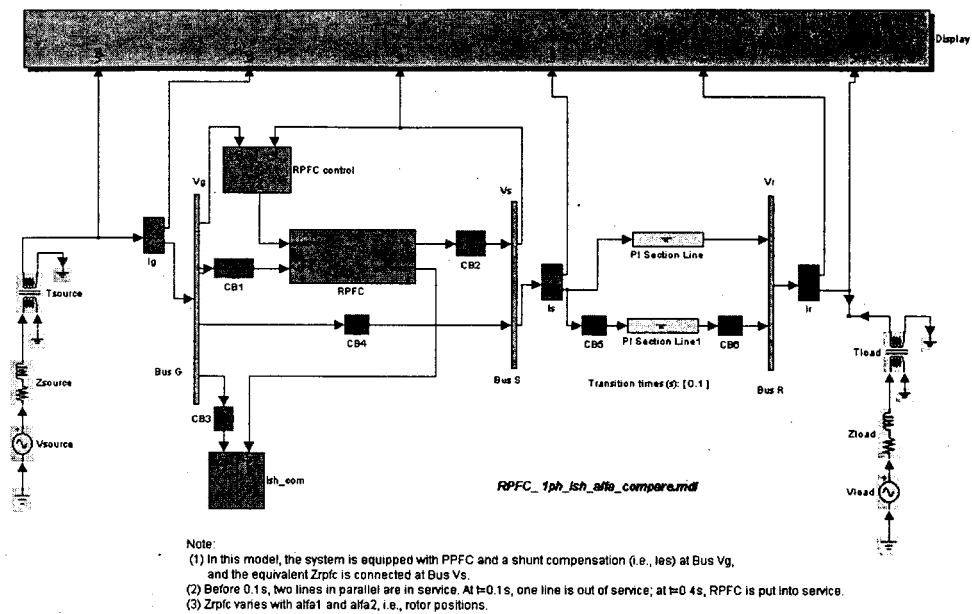 Display
RPFC control
Vg
Vs
Vr
Ig
CB1
RPFC
CB2
Is
PI Section Line
Ir
Tsource
CB4
CB5
PI Section Line1
CB6
Tload
Bus G
Bus S
Transition times(s): [0.1 ]
Bus R
Zsource
CB3
Zload
Vsource
Ish_com
RPFC_ 1ph_Ish_alfa_compare.mdl
Vload
Note:
(1) In this model, the system is equipped with PPFC and a shunt compensation (i.e., Ies) at Bus Vg,
and the equivalent Zrpfc is connected at Bus Vs.
(2) Before 0.1s, two lines in parallel are in service. At t=0.1s, one line is out of service; at t=0 4s, RPFC is put into service.
(3) Zrpfc varies with alfa1 and alfa2, i.e., rotor positions.